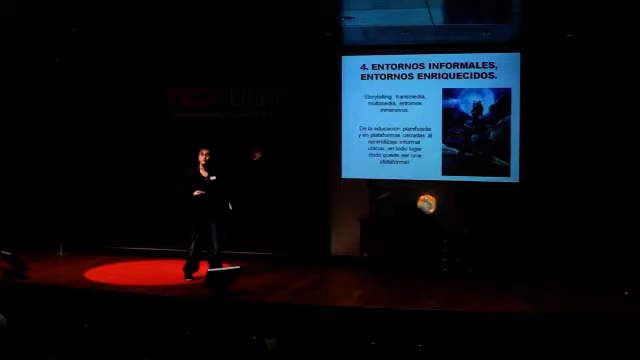 4. ENTORNOS INFORMALES,
ENTORNOS ENRIQUECIDOS.
Storytelling, transmedia,
multimedia, entornos
inmersivos.
De la educación planificada
y en plataformas cerradas al
aprendizaje informal
ubicuo, en todo lugar
(todo puede ser una
plataforma)